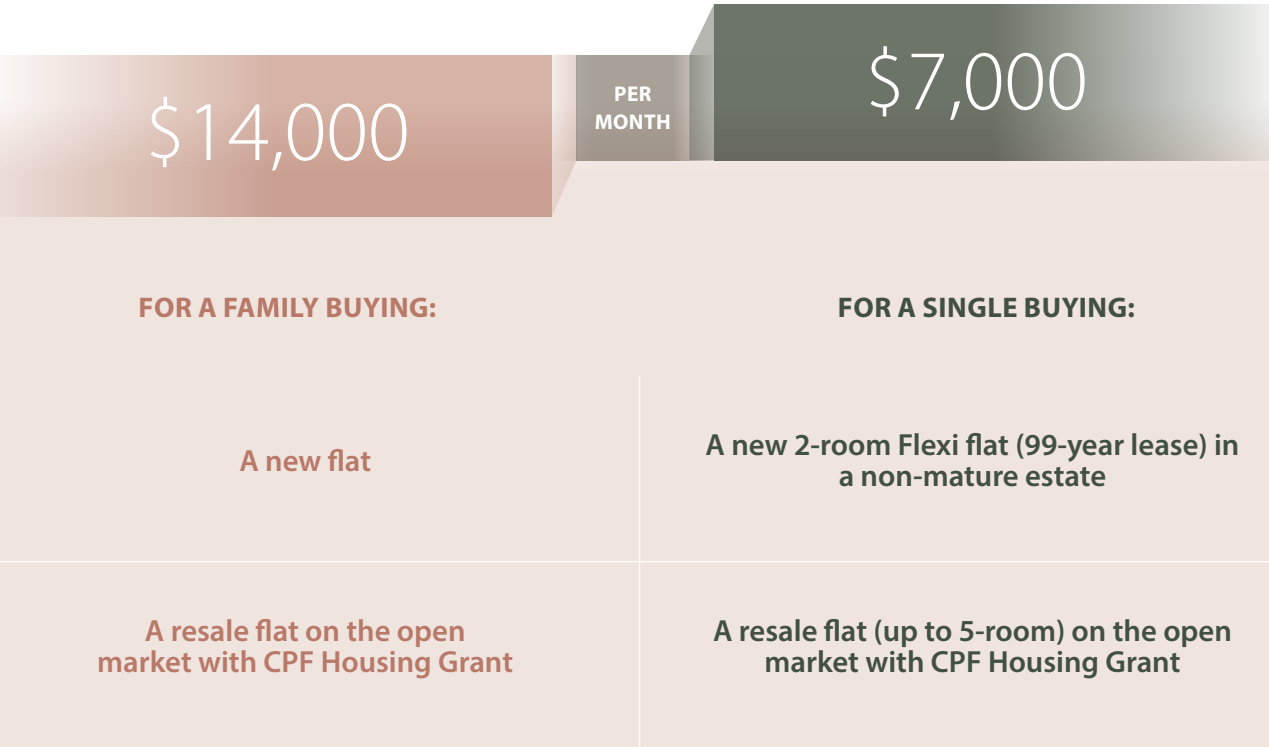 $14,000
PER
MONTH
$7,000
FOR A FAMILY BUYING:
FOR A SINGLE BUYING:
A new flat
A new 2-room Flexi flat (99-year lease) in
a non-mature estate
A resale flat on the open
market with CPF Housing Grant
A resale flat (up to 5-room) on the open
market with CPF Housing Grant